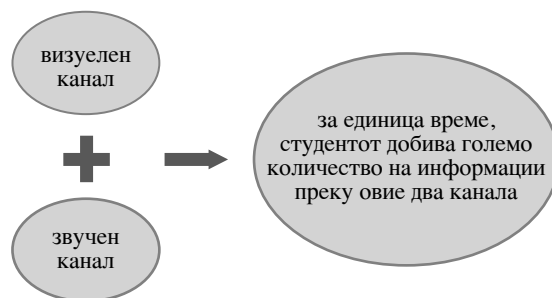 визуелен
канал
звучен
канал
за единица време,
студентот добива големо
количество на информации
преку овие два канала